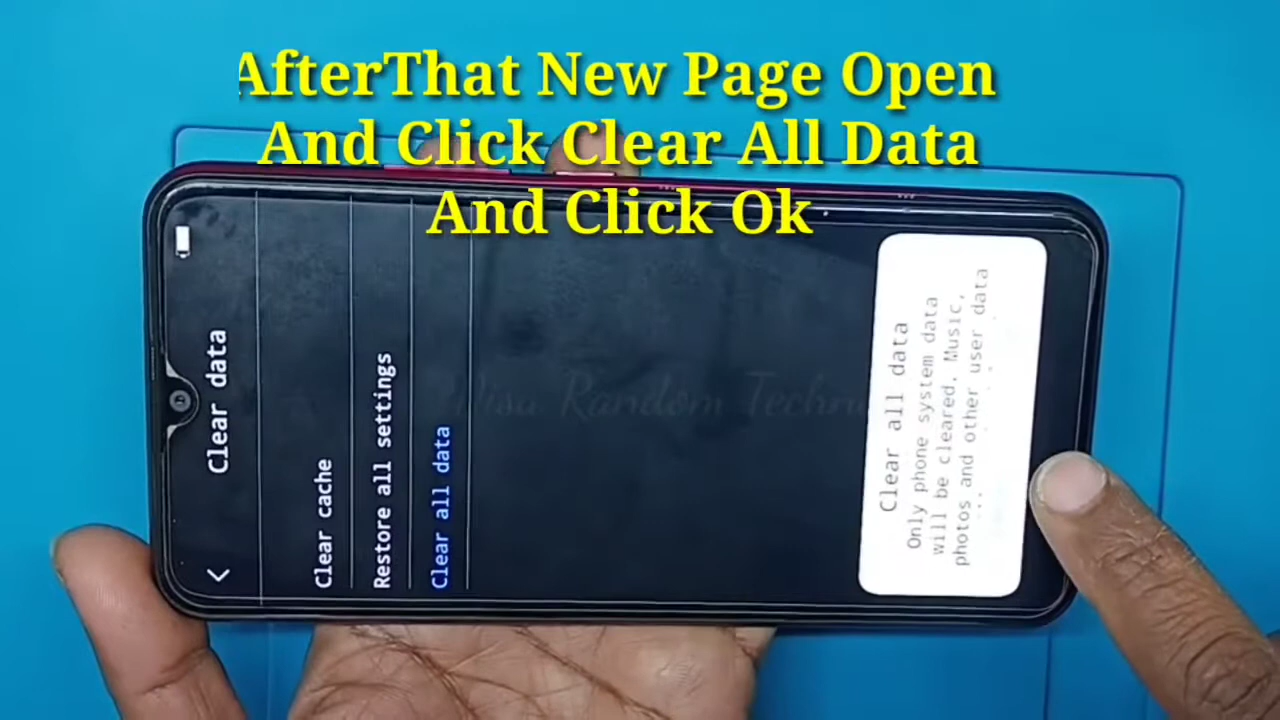 AfterThat New Page Open
And Click Clear All Data
And Click Ok
Clear data
Clear cache
Restore all settings
Clear all data
Random Techn
Clear all data
Only phone system data
will be cleared. Music,
photos and other user data
...